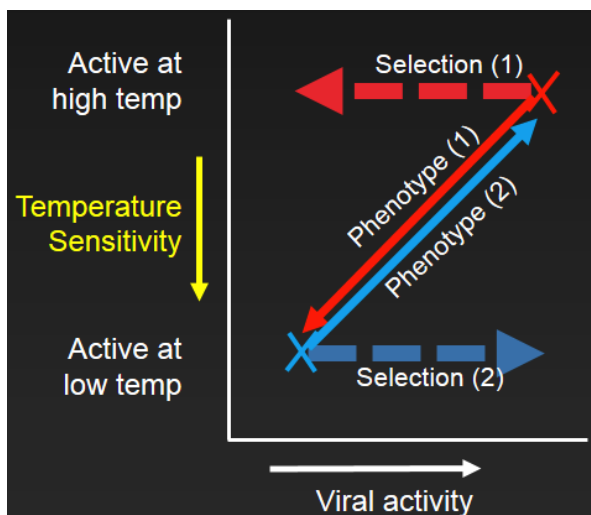 Active at
high temp
Selection (1)
Phenotype (1)
Phenotype (2)
Temperature
Sensitivity
Active at
low temp
Selection (2)
Viral activity